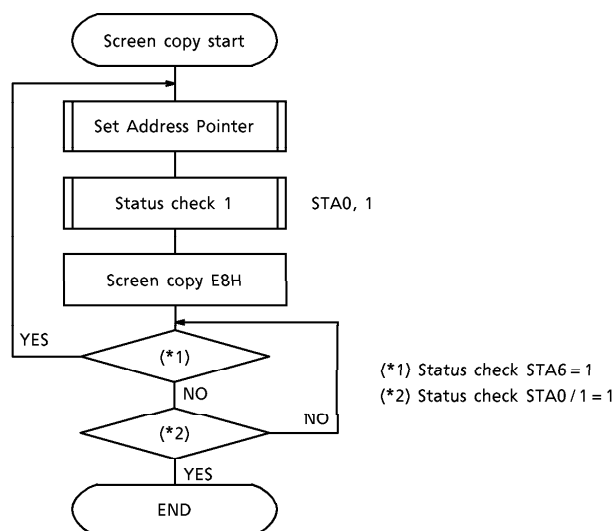 Screen copy start
Set Address Pointer
Status check 1
STA0, 1
Screen copy E8H
YES
(*1)
NO
(*1) Status check STA6 = 1
(*2) Status check STA0 / 1 = 1
(*2)
NO
YES
END